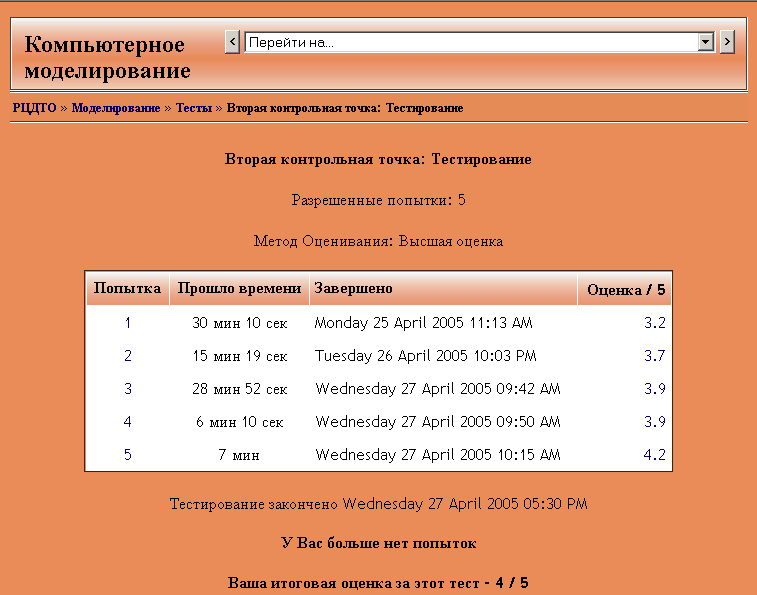 Компьютерное
моделирование
< Перейти на... >
РЦДТО » Моделирование » Тесты » Вторая контрольная точка: Тестирование
Вторая контрольная точка: Тестирование
Разрешенные попытки: 5
Метод Оценивания: Высшая оценка
Попытка Прошло времени Завершено Оценка / 5
1 30 мин 10 сек Monday 25 April 2005 11:13 AM 3.2
2 15 мин 19 сек Tuesday 26 April 2005 10:03 PM 3.7
3 28 мин 52 сек Wednesday 27 April 2005 09:42 AM 3.9
4 6 мин 10 сек Wednesday 27 April 2005 09:50 AM 3.9
5 7 мин Wednesday 27 April 2005 10:15 AM 4.2
Тестирование закончено Wednesday 27 April 2005 05:30 PM
У Вас больше нет попыток
Ваша итоговая оценка за этот тест - 4 / 5